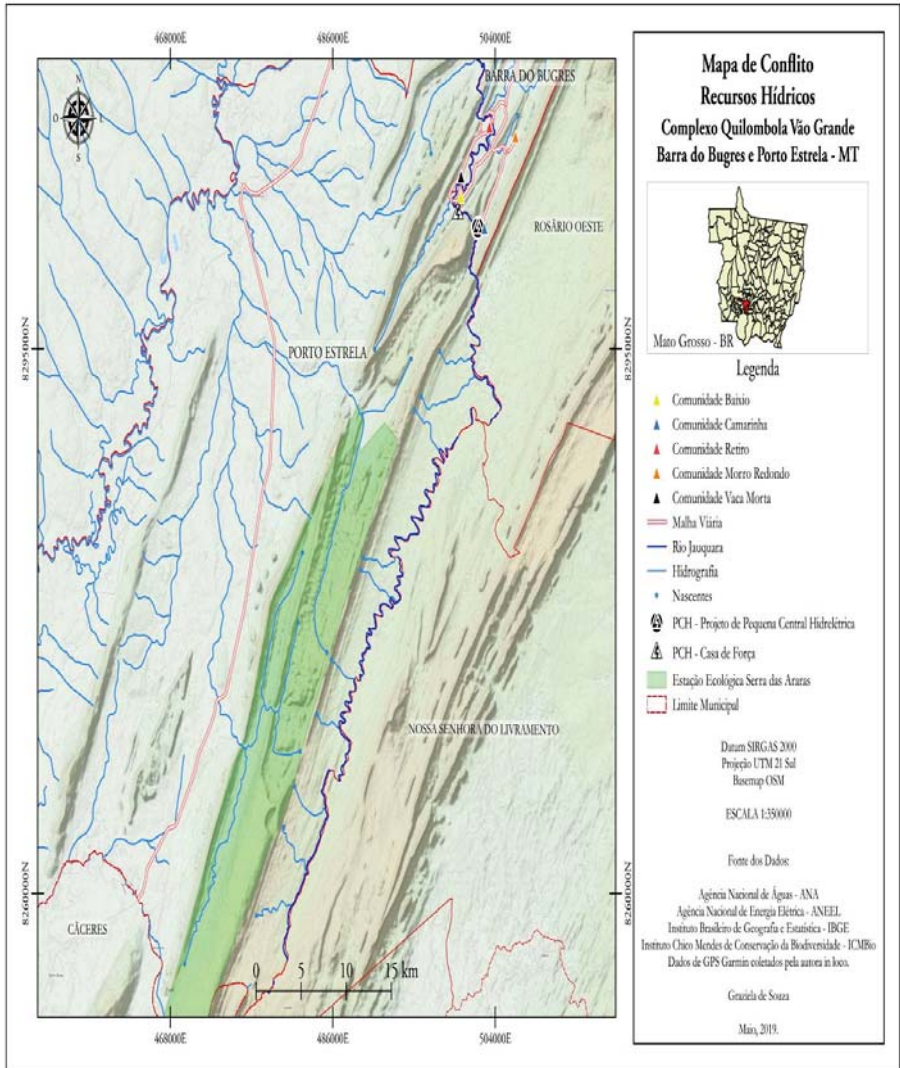 468000E
486000E
504000E
N
O
S
BARRA DO BUGRES
ROSÁRIO OESTE
PORTO ESTRELA
8295000N
8295000N
NOSSA SENHORA DO LIVRAMENTO
8260000N
8260000N
CÃCERES
0 5 10 15 km
468000E
486000E
504000E
Mapa de Conflito
Recursos Hídricos
Complexo Quilombola Vão Grande
Barra do Bugres e Porto Estrela - MT
Mato Grosso - BR
Legenda
Comunidade Baixio
Comunidade Camarinha
Comunidade Retiro
Comunidade Morro Redondo
Comunidade Vaca Morta
Malha Viária
Rio Jauquara
Hidrografia
Nascentes
PCH - Projeto de Pequena Central Hidrelétrica
PCH - Casa de Força
Estação Ecológica Serra das Araras
Limite Municipal
Datum SIRGAS 2000
Projeção UTM 21 Sul
Basemap OSM
ESCALA 1:350000
Fonte dos Dados:
Agência Nacional de Águas - ANA
Agência Nacional de Energia Elétrica - ANEEL
Instituto Brasileiro de Geografia e Estatística - IBGE
Instituto Chico Mendes de Conservação da Biodiversidade - ICMBio
Dados de GPS Garmin coletados pela autora in loco.
Graziela de Souza
Maio, 2019.